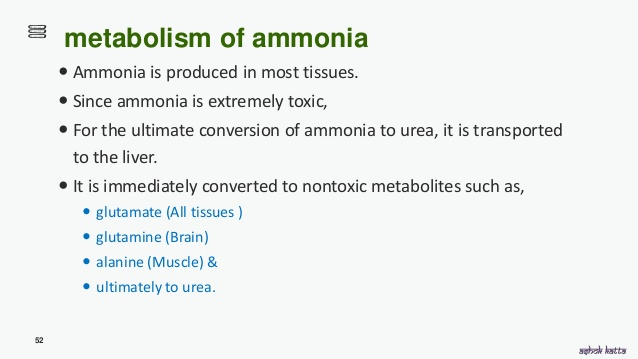 metabolism of ammonia
• Ammonia is produced in most tissues.
• Since ammonia is extremely toxic,
• For the ultimate conversion of ammonia to urea, it is transported
to the liver.
• It is immediately converted to nontoxic metabolites such as,
• glutamate (All tissues )
• glutamine (Brain)
• alanine (Muscle) &
• ultimately to urea.
52
Ashok Katta